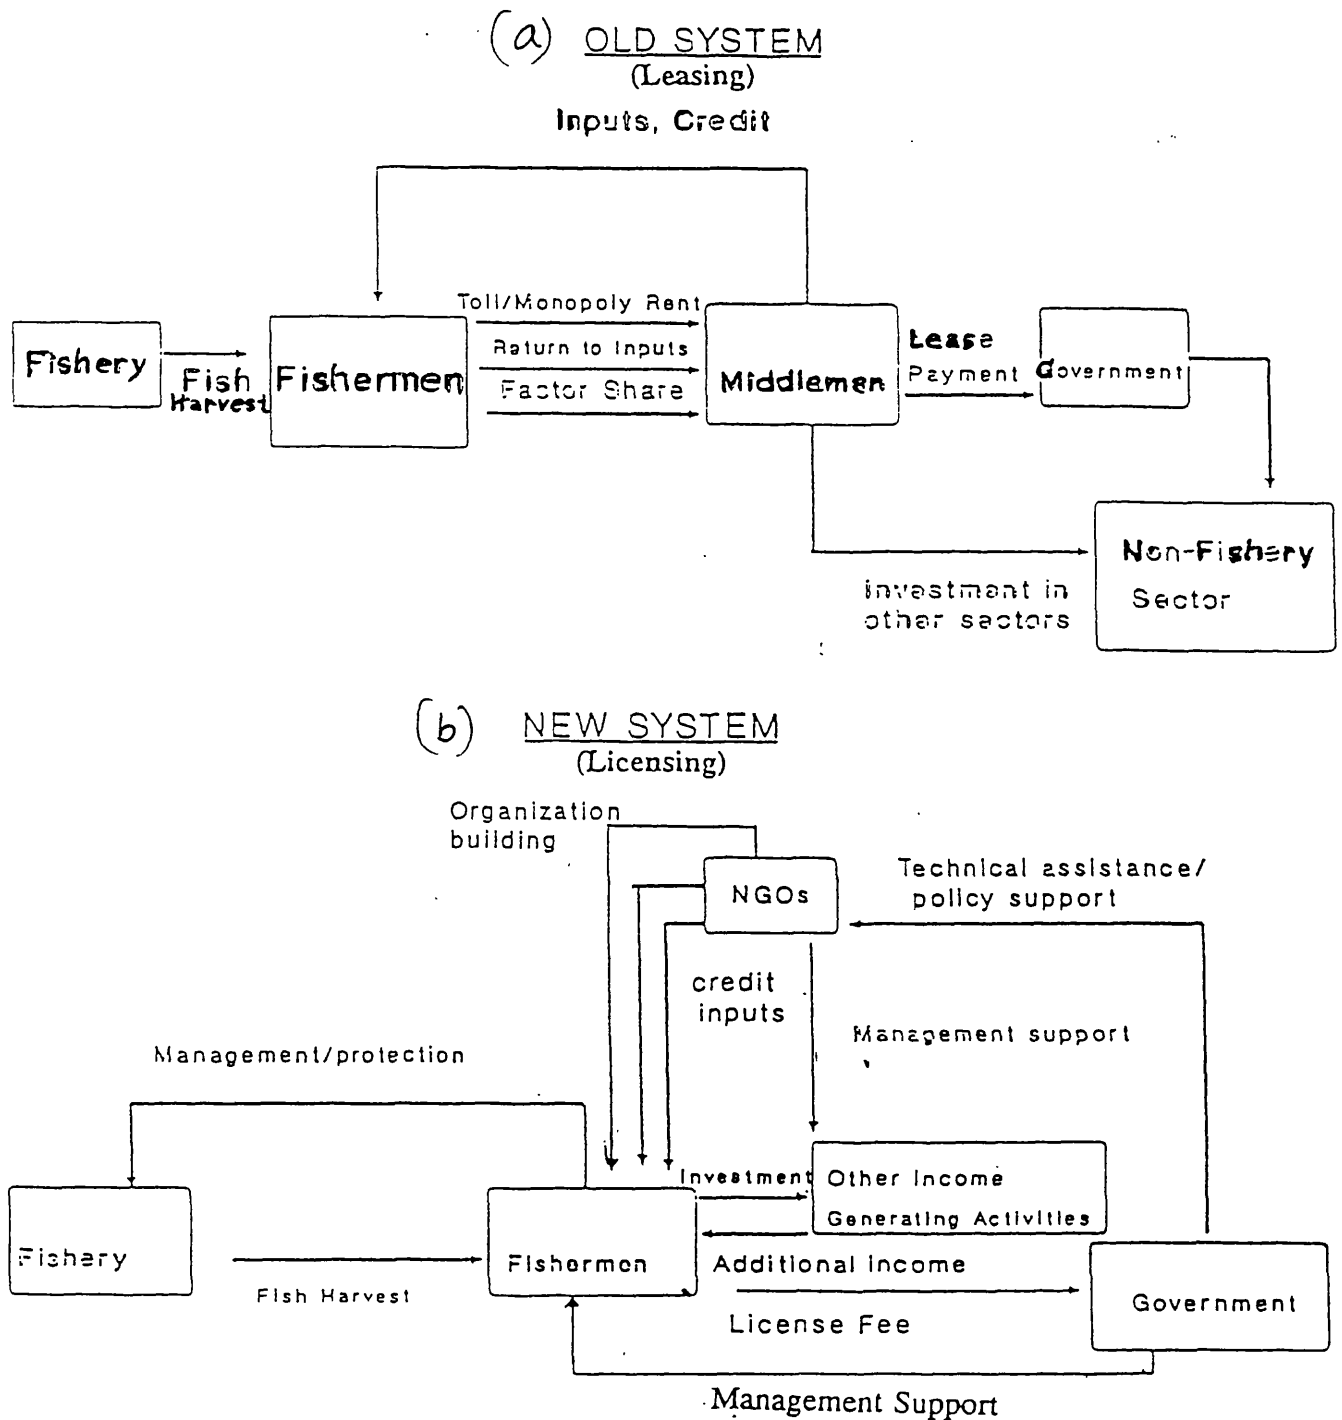 (a) OLD SYSTEM
(Leasing)
Inputs, Credit
Toll/Monopoly Rent
Return to Inputs
Factor Share
Fishery
Fish
Harvest
Fishermen
Middlemen
Lease
Payment
Government
Non-Fishery
Sector
Investment in
other sectors
(b) NEW SYSTEM
(Licensing)
Organization
building
NGOs
Technical assistance/
policy support
credit
inputs
Management support
Management/protection
Investment
Other Income
Generating Activities
Fishery
Fish Harvest
Fishermen
Additional Income
License Fee
Government
Management Support